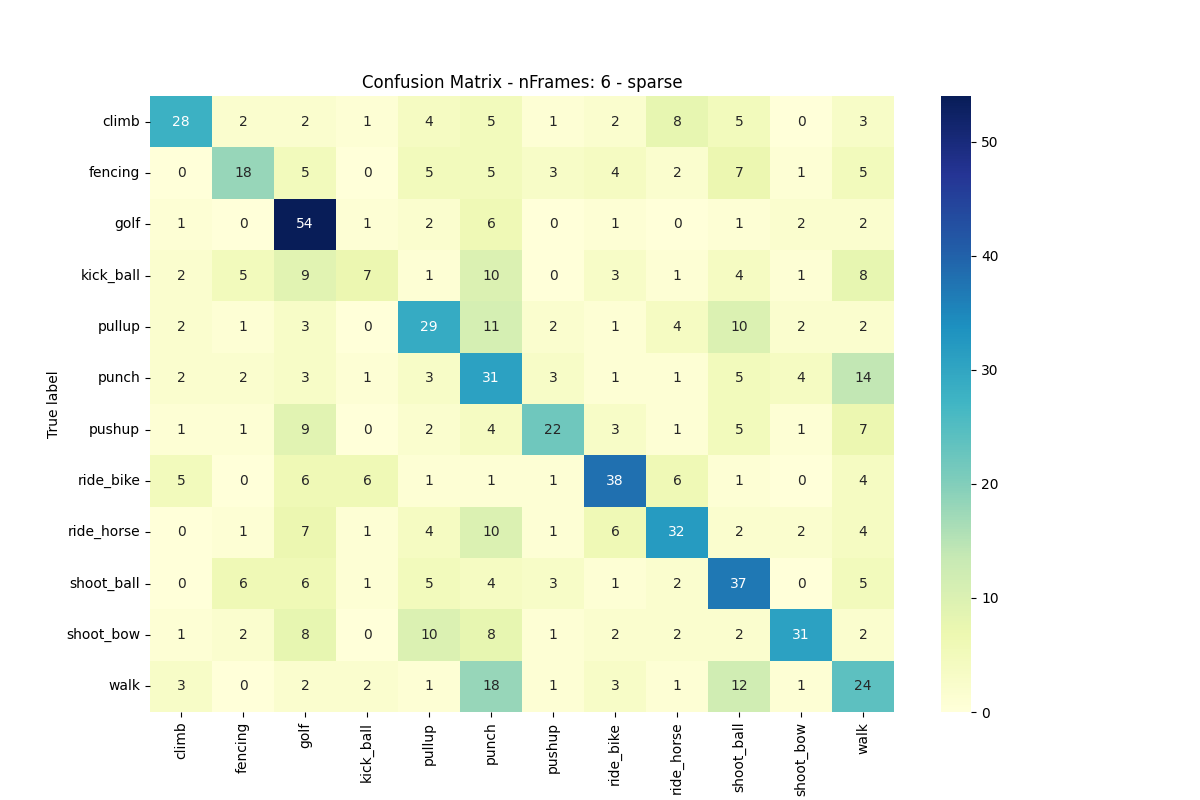 Confusion Matrix - nFrames: 6 - sparse
climb 28 2 2 1 4 5 1 2 8 5 0 3
fencing 0 18 5 0 5 5 3 4 2 7 1 5
golf 1 0 54 1 2 6 0 1 0 1 2 2
kick_ball 2 5 9 7 1 10 0 3 1 4 1 8
pullup 2 1 3 0 29 11 2 1 4 10 2 2
punch 2 2 3 1 3 31 3 1 1 5 4 14
pushup 1 1 9 0 2 4 22 3 1 5 1 7
ride_bike 5 0 6 6 1 1 1 38 6 1 0 4
ride_horse 0 1 7 1 4 10 1 6 32 2 2 4
shoot_ball 0 6 6 1 5 4 3 1 2 37 0 5
shoot_bow 1 2 8 0 10 8 1 2 2 2 31 2
walk 3 0 2 2 1 18 1 3 1 12 1 24
True label
climb fencing golf kick_ball pullup punch pushup ride_bike ride_horse shoot_ball shoot_bow walk
50
40
30
20
10
0